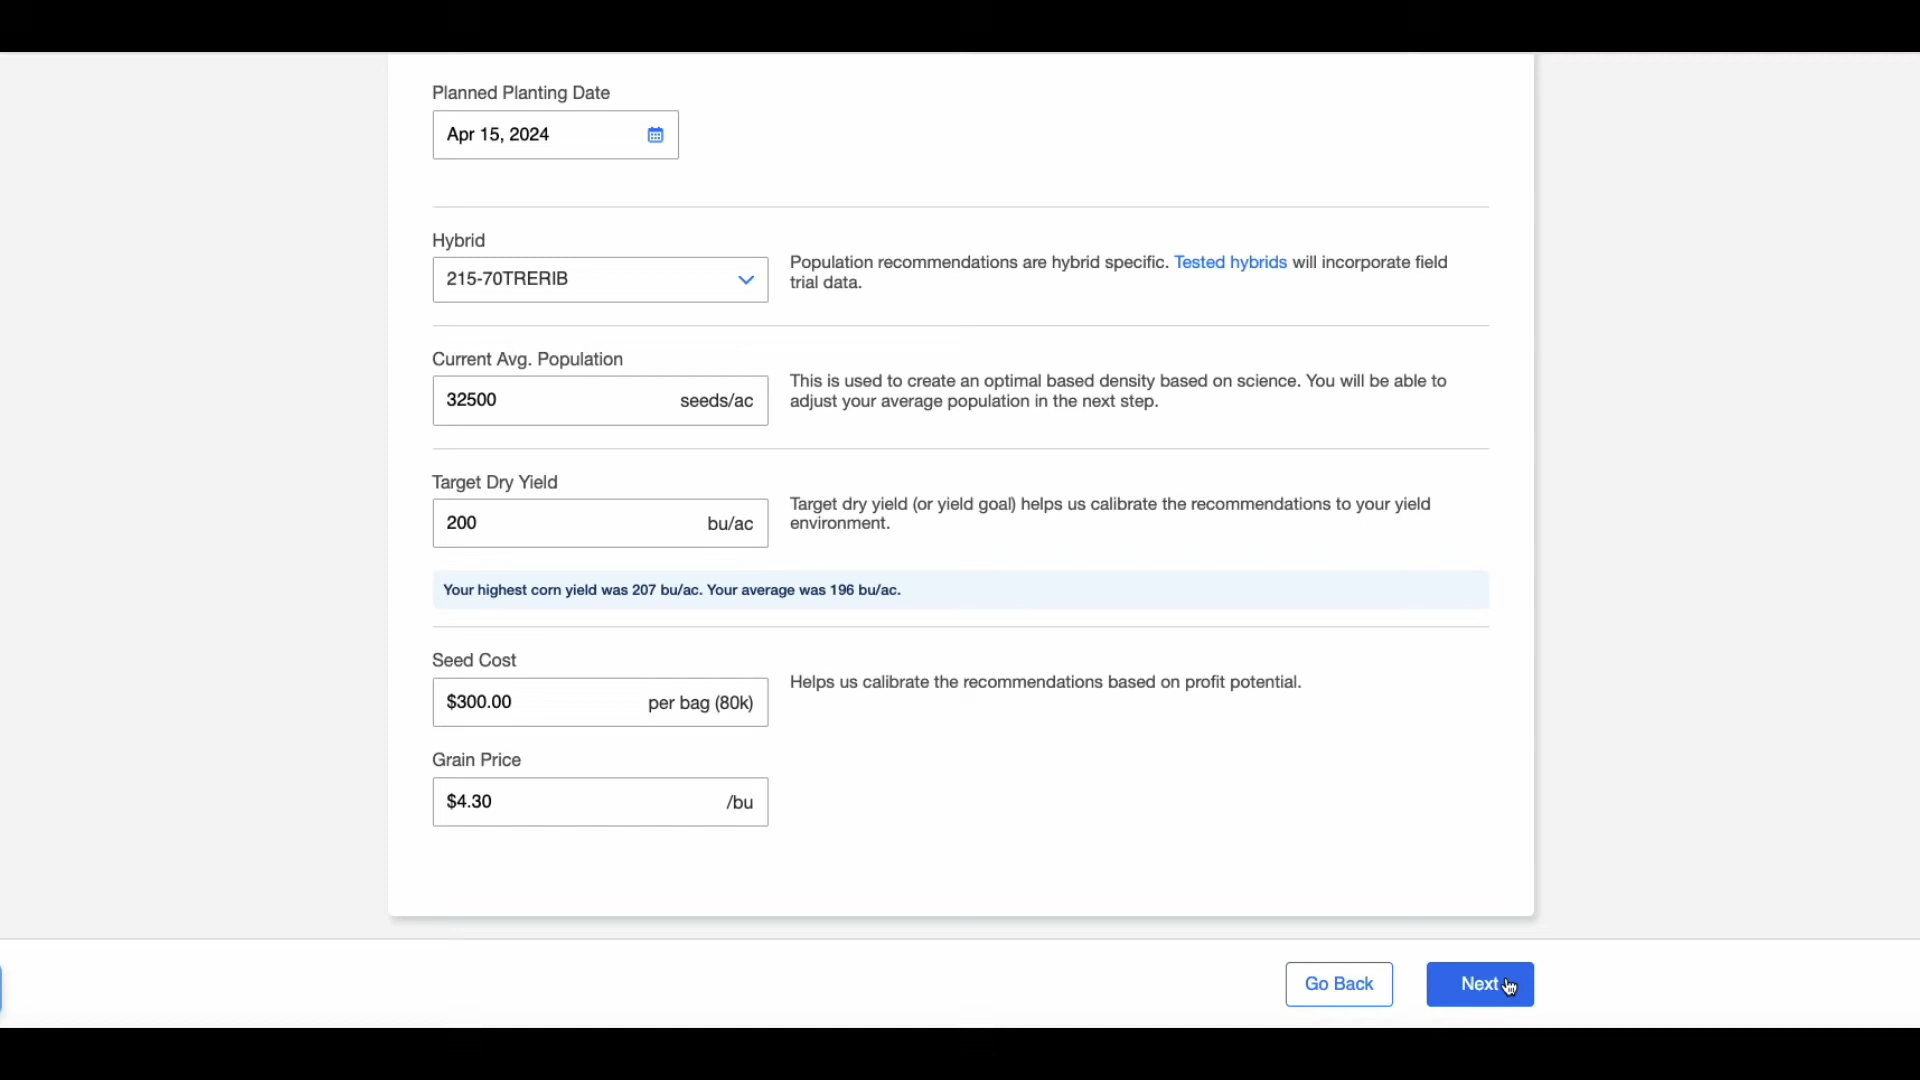 Planned Planting Date
Apr 15, 2024
Hybrid
215-70TRERIB
Population recommendations are hybrid specific. Tested hybrids will incorporate field
trial data.
Current Avg. Population
32500 seeds/ac
This is used to create an optimal based density based on science. You will be able to
adjust your average population in the next step.
Target Dry Yield
200 bu/ac
Target dry yield (or yield goal) helps us calibrate the recommendations to your yield
environment.
Your highest corn yield was 207 bu/ac. Your average was 196 bu/ac.
Seed Cost
$300.00 per bag (80k)
Helps us calibrate the recommendations based on profit potential.
Grain Price
$4.30 /bu
Go Back
Next